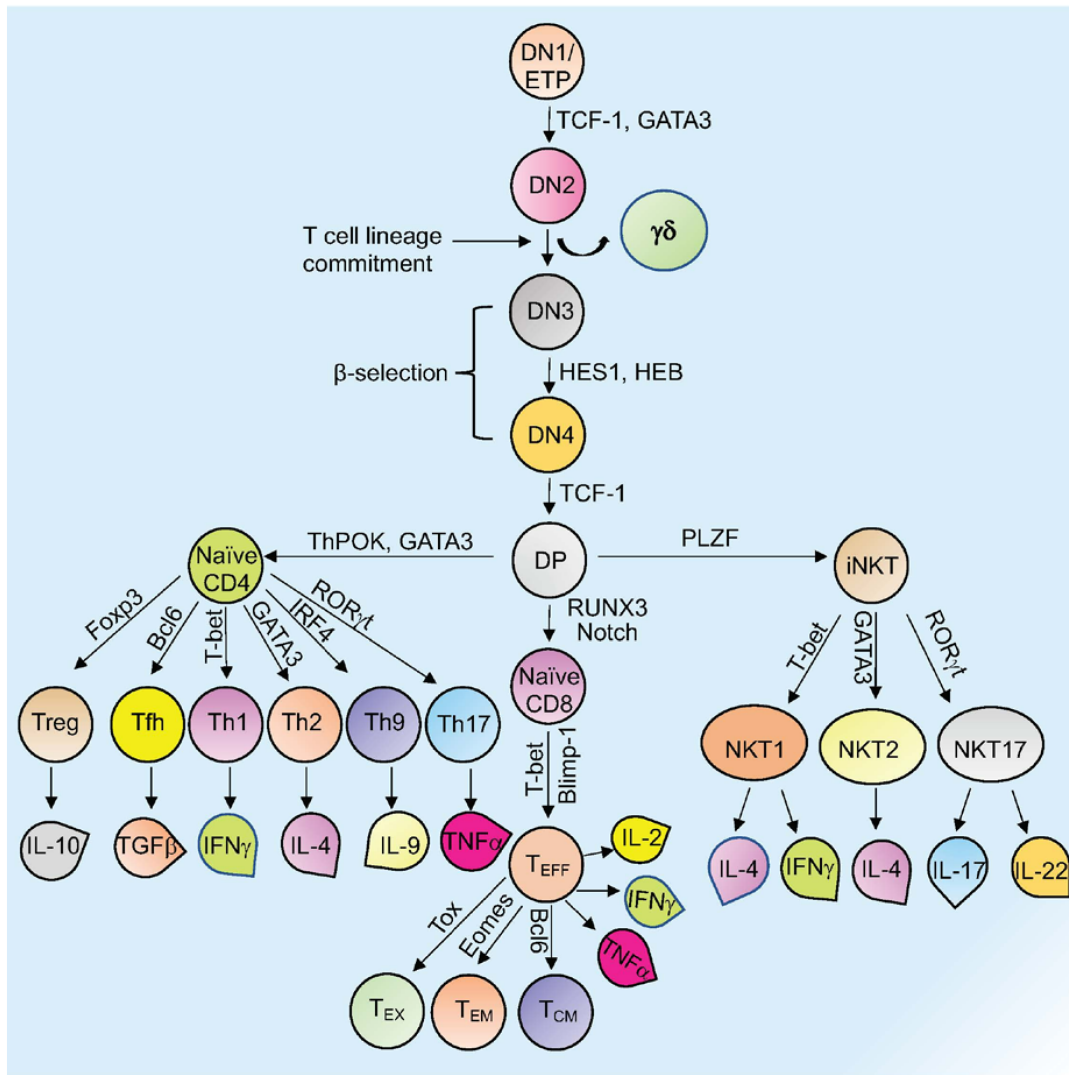 DN1/
ETP
TCF-1, GATA3
DN2
γδ
T cell lineage
commitment
DN3
β-selection
HES1, HEB
DN4
TCF-1
ThPOK, GATA3
PLZF
Naïve
CD4
DP
iNKT
Foxp3
Bcl6
T-bet
GATA3
IRF4
RORγt
RUNX3
Notch
T-bet
GATA3
RORγt
Naïve
CD8
Treg
Tfh
Th1
Th2
Th9
Th17
NKT1
NKT2
NKT17
T-bet
Blimp-1
IL-10
TGFβ
IFNγ
IL-4
IL-9
TNFα
TEFF
IL-2
IL-4
IFNγ
IL-4
IL-17
IL-22
IFNγ
TNFα
Tox
Eomes
Bcl6
TEX
TEM
TCM